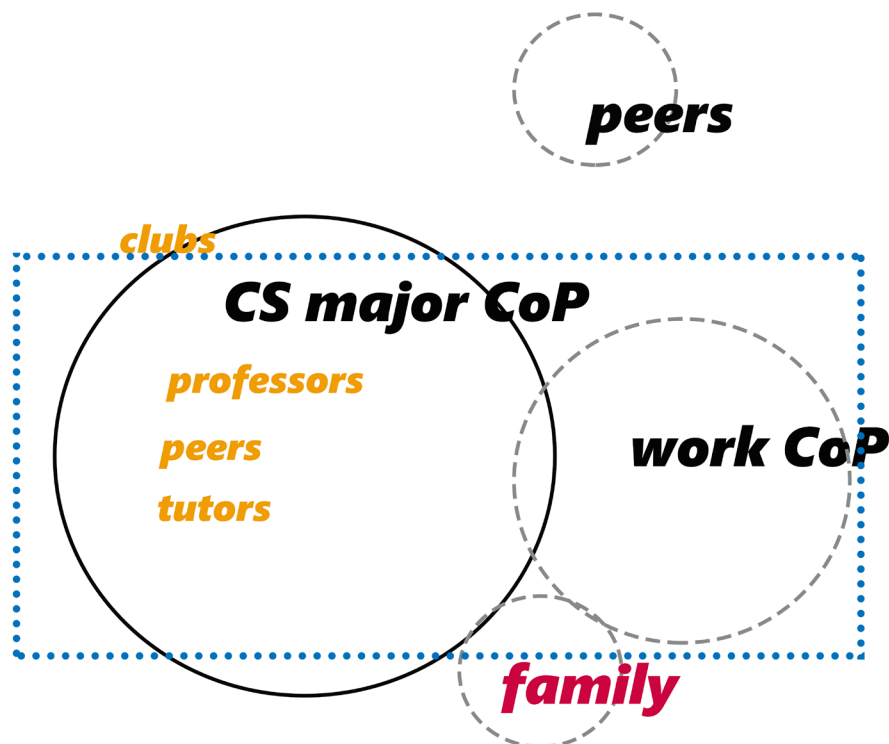 peers
clubs
CS major CoP
professors
peers
work CoP
tutors
family